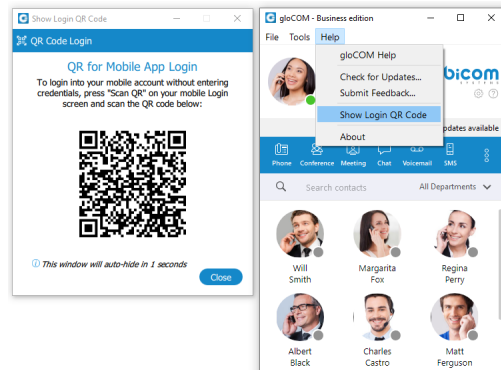 Show Login QR Code
QR Code Login
QR for Mobile App Login
To login into your mobile account without entering
credentials, press "Scan QR" on your mobile Login
screen and scan the QR code below:
This window will auto-hide in 1 seconds
Close
gloCOM - Business edition
File Tools Help
gloCOM Help
Check for Updates...
Submit Feedback...
Show Login QR Code
About
bicom
SYSTEMS
updates available
Phone Conference Meeting Chat Voicemail SMS
Search contacts All Departments
Will
Smith
Margarita
Fox
Regina
Perry
Albert
Black
Charles
Castro
Matt
Ferguson